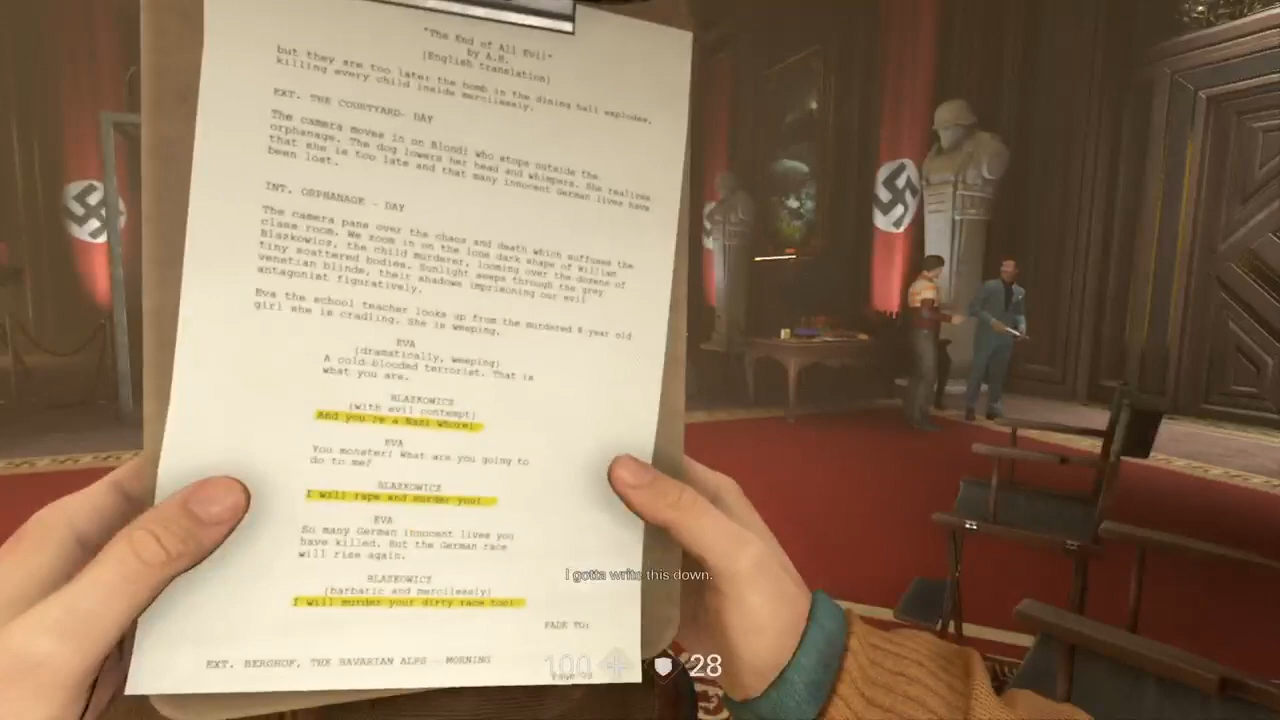 "The End of All Evil"
by A.H.
[English translation]
but they are too late: the bomb in the dining hall explodes,
killing every child inside mercilessly.
EXT. THE COURTYARD- DAY
The camera moves in on Blondi who stops outside the
orphanage. The dog lowers her head and whimpers. She realizes
that she is too late and that many innocent German lives have
been lost.
INT. ORPHANAGE - DAY
The camera pans over the chaos and death which suffuses the
class room. We zoom in on the lone dark shape of William
Blazkowicz, the child murderer, looming over the dozens of
tiny scattered bodies. Sunlight seeps through the grey
venetian blinds, their shadows imprisoning our evil
antagonist figuratively.
Eva the school teacher looks up from the murdered 8 year old
girl she is cradling. She is weeping.
EVA
(dramatically, weeping)
A cold blooded terrorist. That is
what you are.
BLAZKOWICZ
(with evil contempt)
And you're a Nazi whore!
EVA
You monster! What are you going to
do to me?
BLAZKOWICZ
I will rape and murder you!
EVA
So many German innocent lives you
have killed. But the German race
will rise again.
BLAZKOWICZ
(barbaric and mercilessly)
I will murder your dirty race too!
FADE TO:
EXT. BERGHOF, THE BAVARIAN ALPS - MORNING
Page 99
I gotta write this down.
100
28